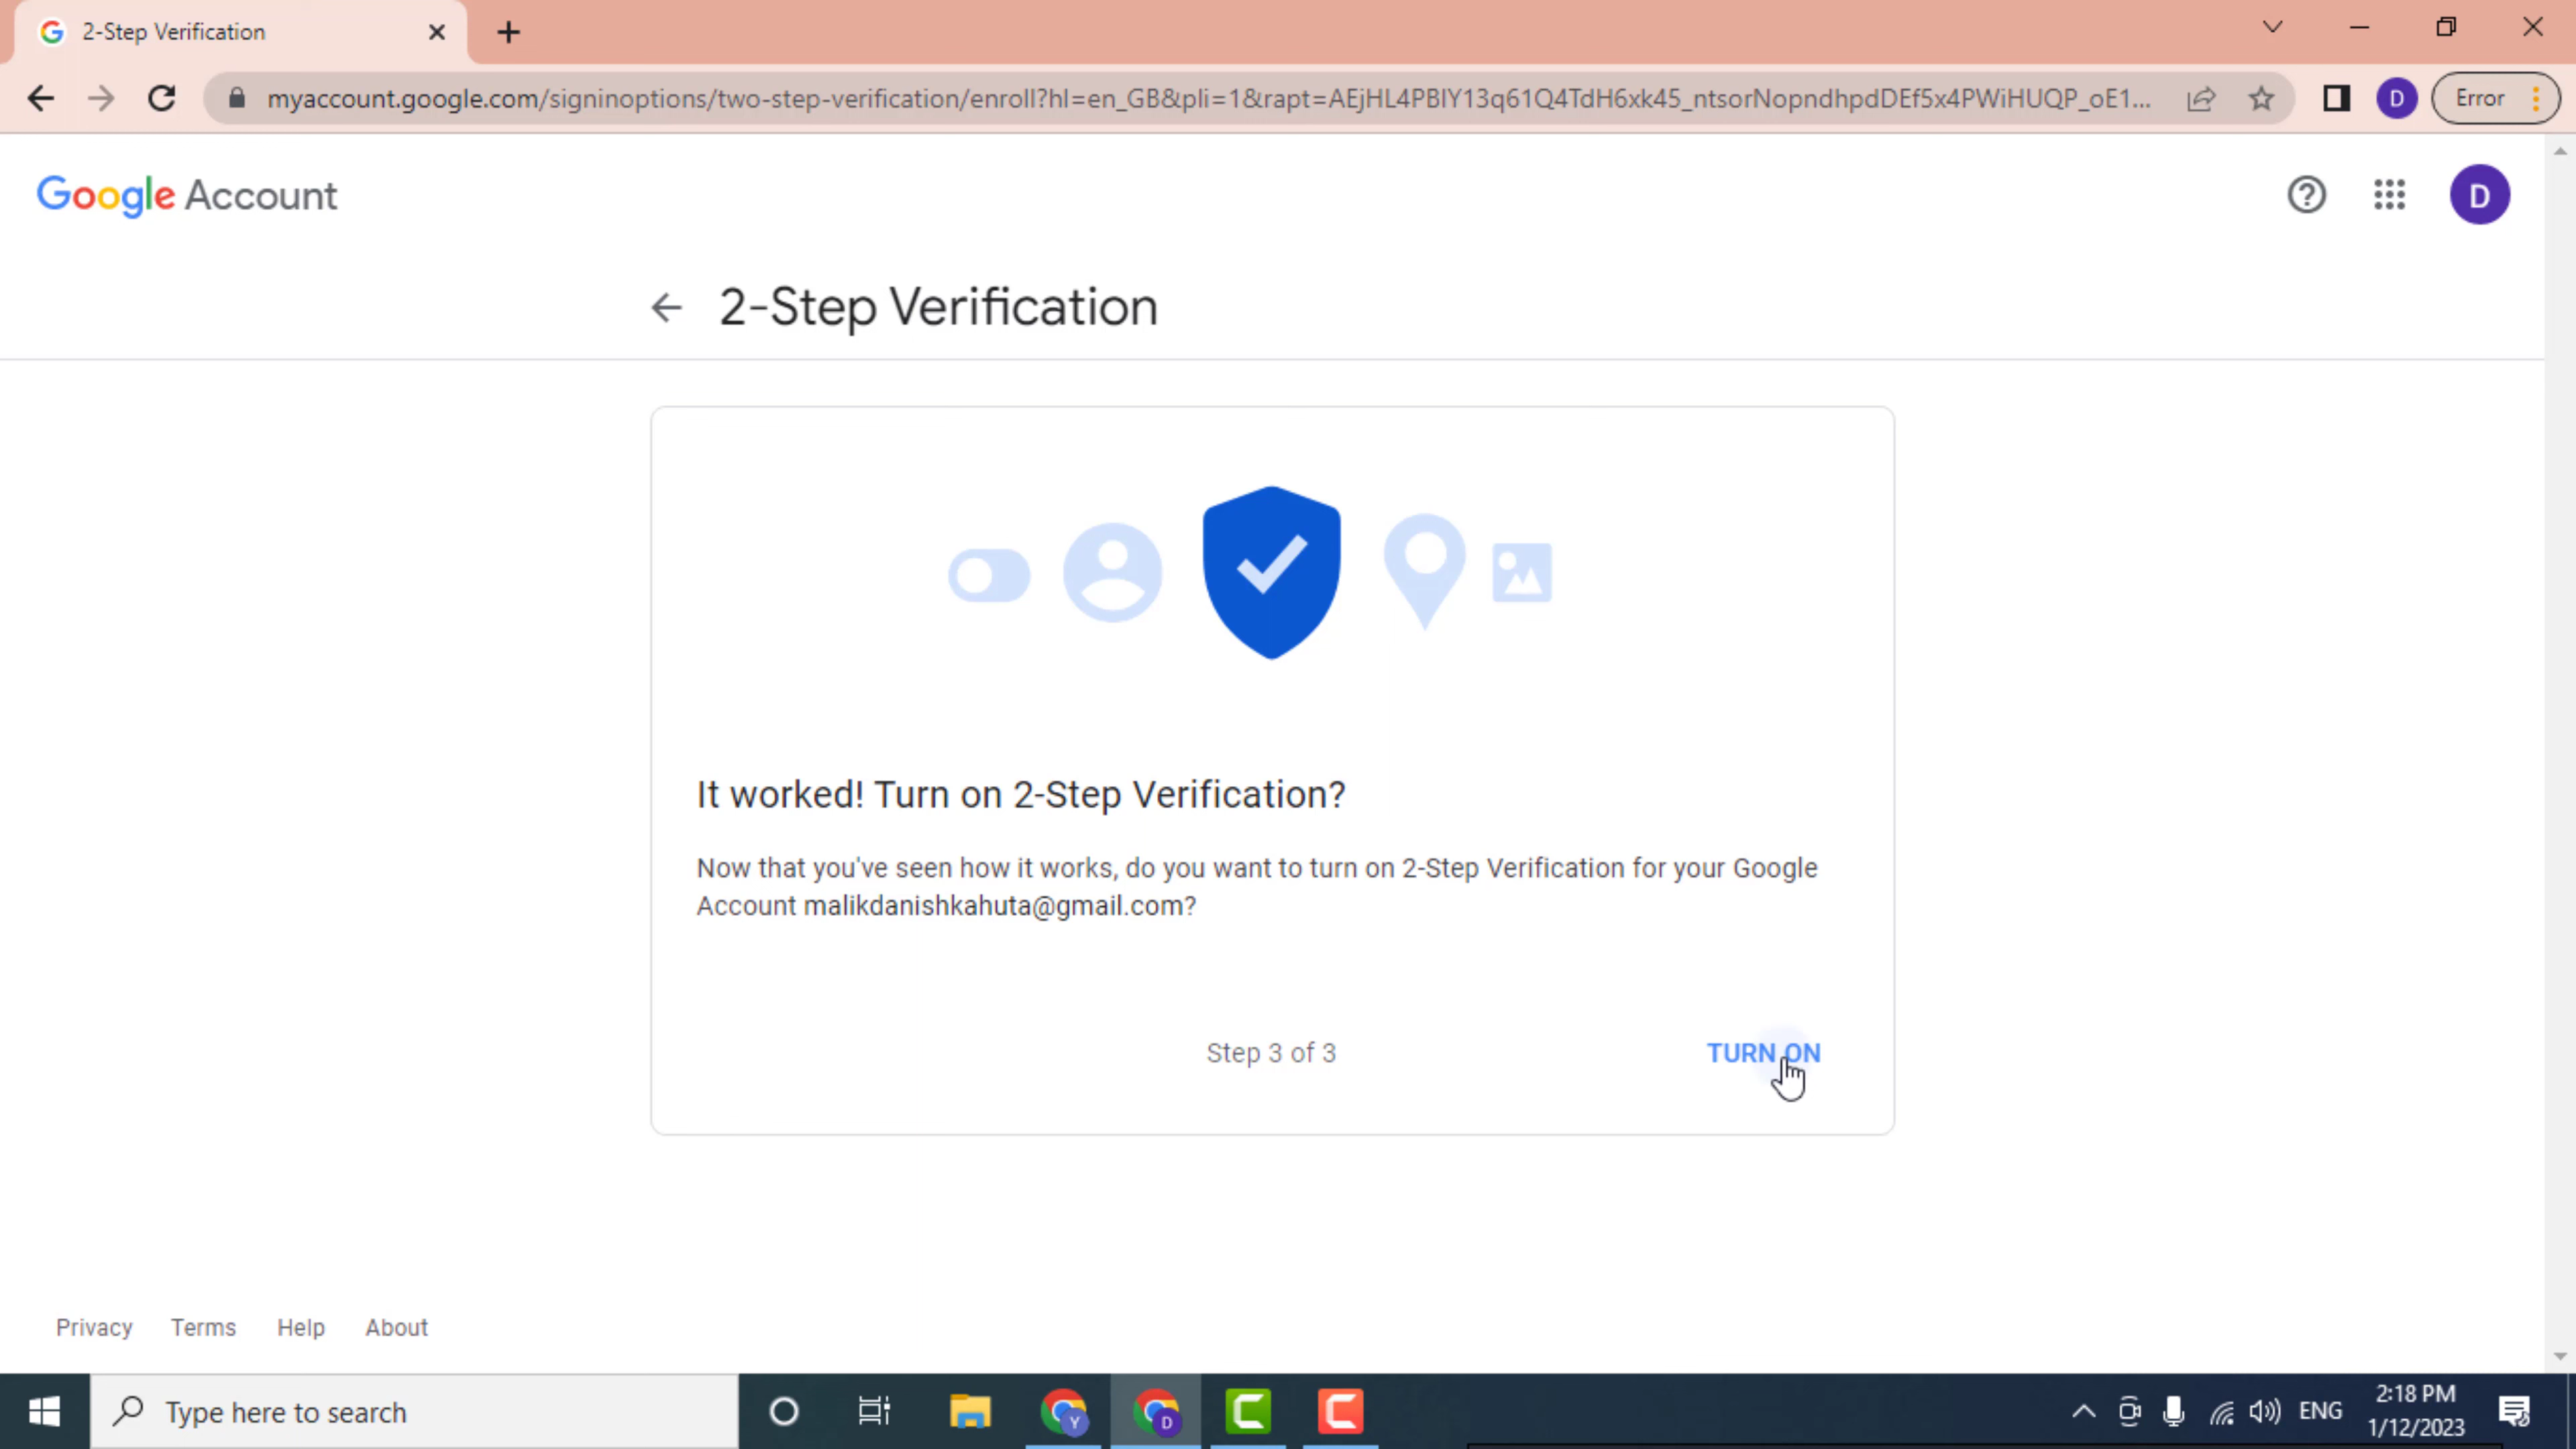 2-Step Verification
myaccount.google.com/signinoptions/two-step-verification/enroll?hl=en_GB&pli=1&rapt=AEjHL4PBlY13q61Q4TdH6xk45_ntsorNopndhpdDEf5x4PWiHUQP_oE1...
D
Error
Google Account
D
2-Step Verification
It worked! Turn on 2-Step Verification?
Now that you've seen how it works, do you want to turn on 2-Step Verification for your Google
Account malikdanishkahuta@gmail.com?
Step 3 of 3
TURN ON
Privacy
Terms
Help
About
Type here to search
Y
D
ENG
2:18 PM
1/12/2023